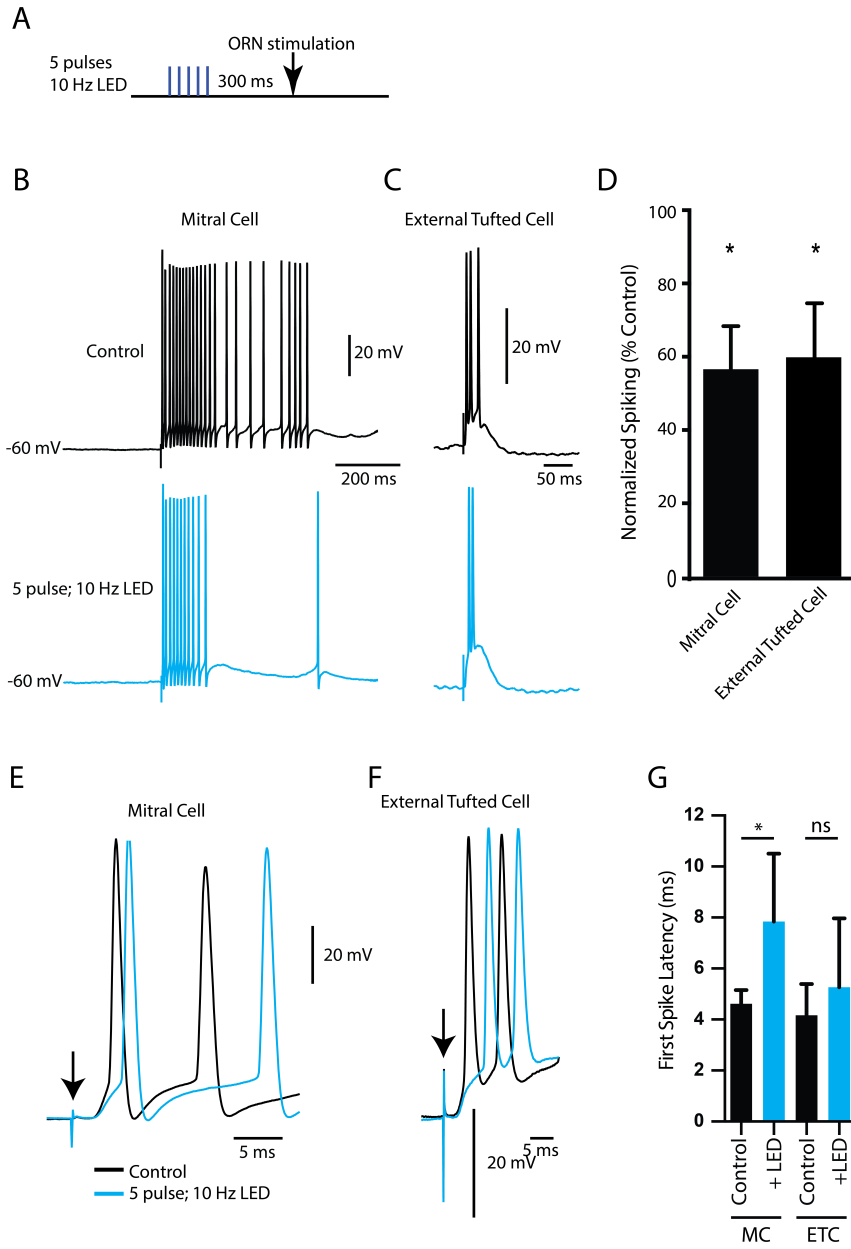 A
ORN stimulation
5 pulses
10 Hz LED
300 ms
B
C
D
Mitral Cell
External Tufted Cell
Control
20 mV
20 mV
-60 mV
200 ms
50 ms
5 pulse; 10 Hz LED
-60 mV
Normalized Spiking (% Control)
100
80
60
40
20
0
*
*
Mitral Cell
External Tufted Cell
E
F
G
Mitral Cell
External Tufted Cell
20 mV
5 ms
Control
5 pulse; 10 Hz LED
5 ms
20 mV
First Spike Latency (ms)
12
10
8
6
4
2
0
*
ns
Control
+ LED
Control
+LED
MC
ETC